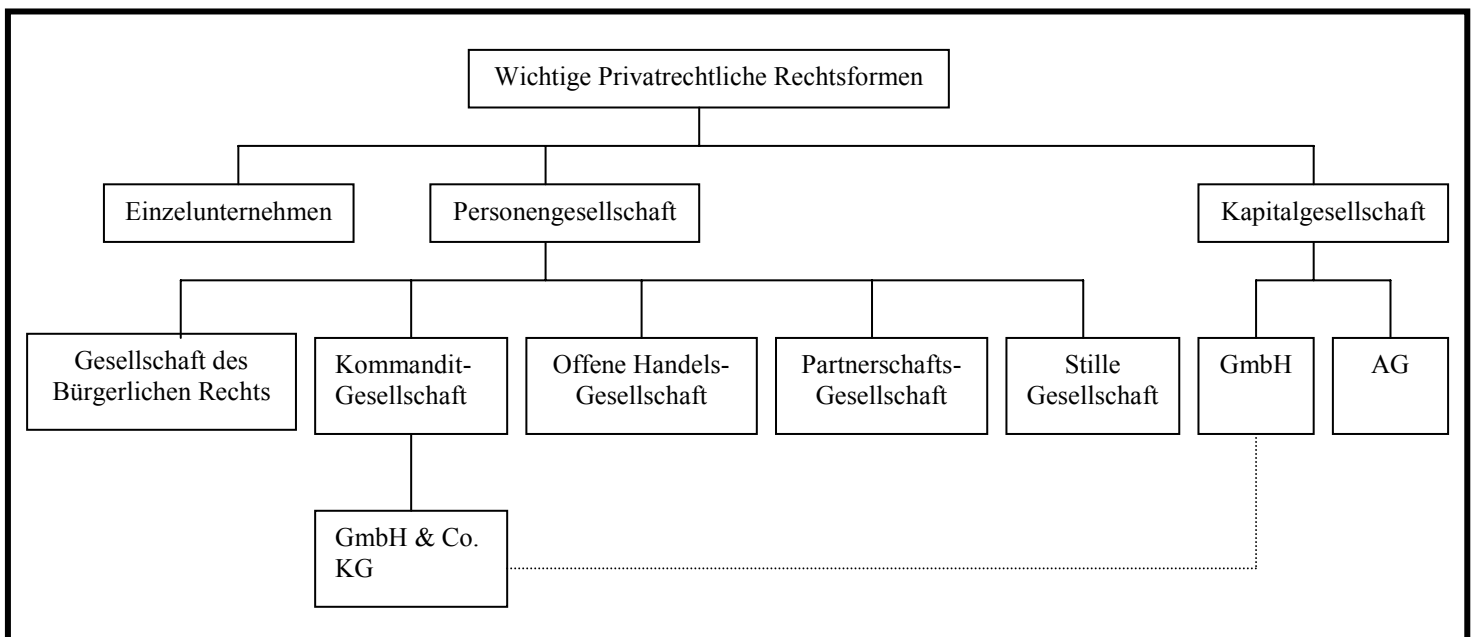 Wichtige Privatrechtliche Rechtsformen
Einzelunternehmen
Personengesellschaft
Kapitalgesellschaft
Gesellschaft des
Bürgerlichen Rechts
Kommandit-
Gesellschaft
Offene Handels-
Gesellschaft
Partnerschafts-
Gesellschaft
Stille
Gesellschaft
GmbH
AG
GmbH & Co.
KG